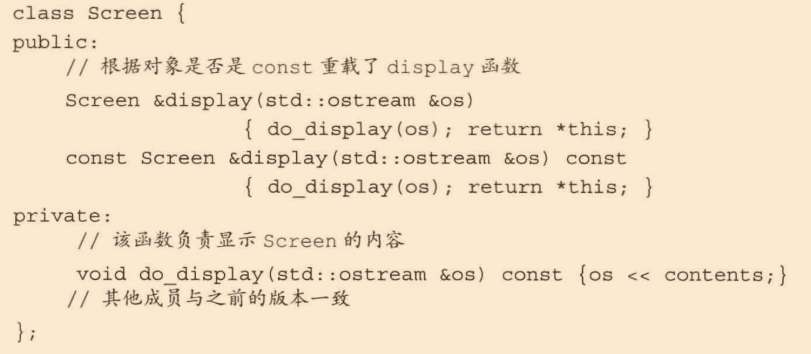 class Screen {
public:
    // 根据对象是否是 const 重载了 display 函数
    Screen &display(std::ostream &os)
                  { do_display(os); return *this; }
    const Screen &display(std::ostream &os) const
                  { do_display(os); return *this; }
private:
     // 该函数负责显示 Screen 的内容
     void do_display(std::ostream &os) const {os << contents;}
    // 其他成员与之前的版本一致
};